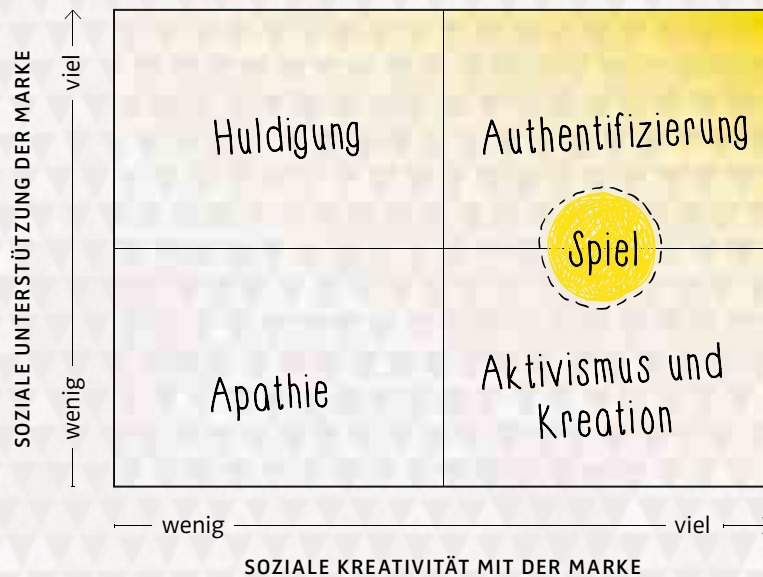 SOZIALE UNTERSTÜTZUNG DER MARKE
viel
wenig
Huldigung
Authentifizierung
Spiel
Apathie
Aktivismus und
Kreation
wenig
viel
SOZIALE KREATIVITÄT MIT DER MARKE